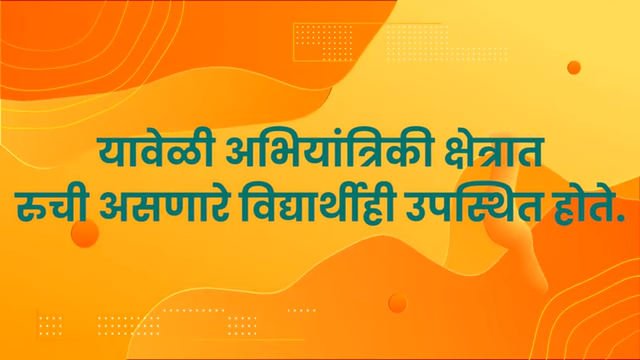 यावेळी अभियांत्रिकी क्षेत्रात
रुची असणारे विद्यार्थीही उपस्थित होते.